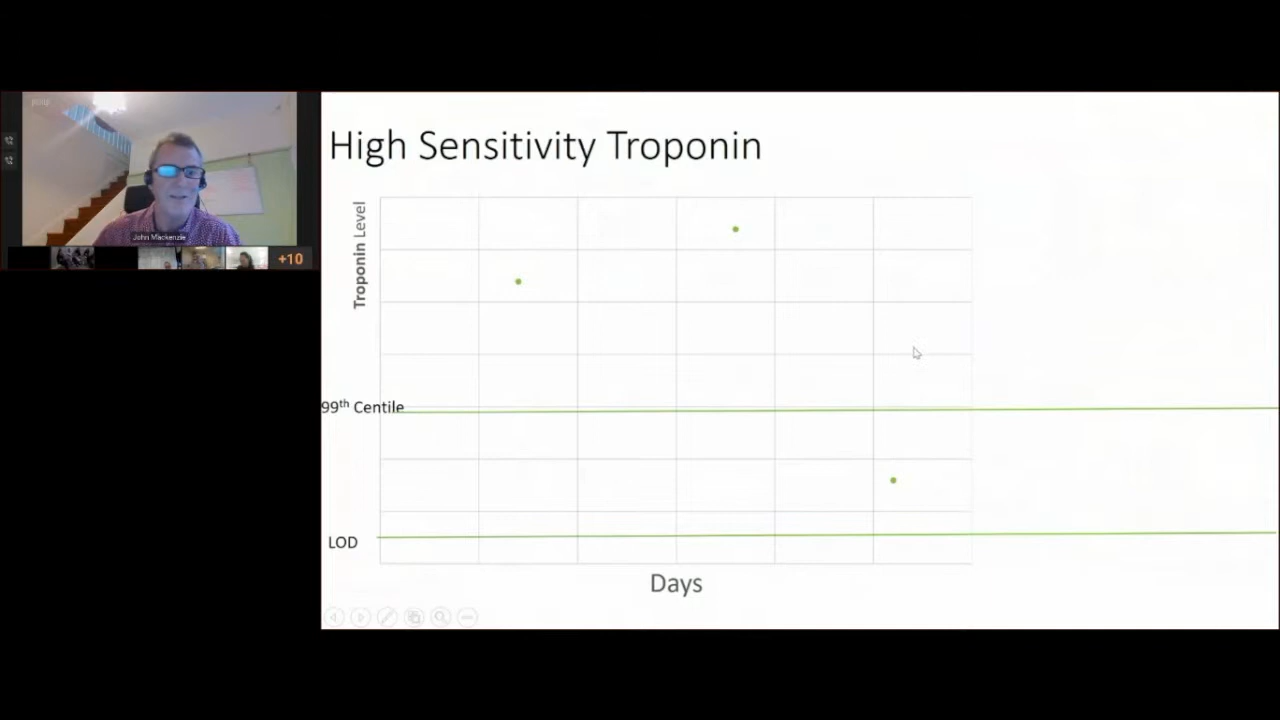 John Mackenzie
+10
High Sensitivity Troponin
Troponin Level
99th Centile
LOD
Days